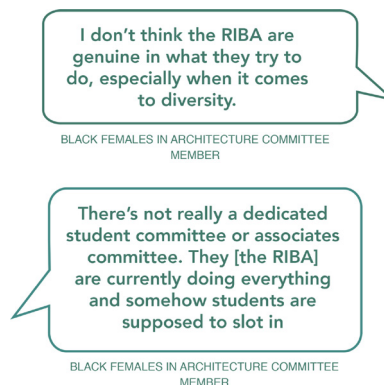 I don't think the RIBA are
genuine in what they try to
do, especially when it comes
to diversity.
BLACK FEMALES IN ARCHITECTURE COMMITTEE
MEMBER
There's not really a dedicated
student committee or associates
committee. They [the RIBA]
are currently doing everything
and somehow students are
supposed to slot in
BLACK FEMALES IN ARCHITECTURE COMMITTEE
MEMBER